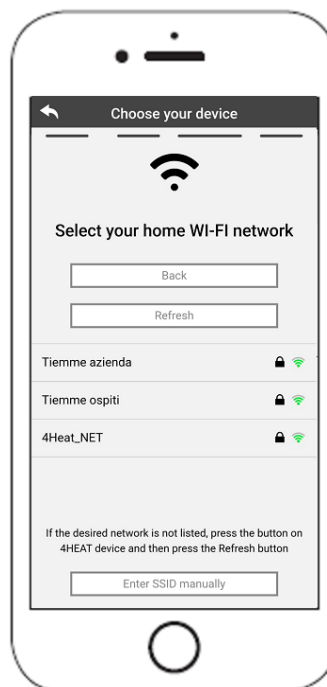 Choose your device
Select your home WI-FI network
Back
Refresh
Tiemme azienda
Tiemme ospiti
4Heat_NET
If the desired network is not listed, press the button on
4HEAT device and then press the Refresh button
Enter SSID manually